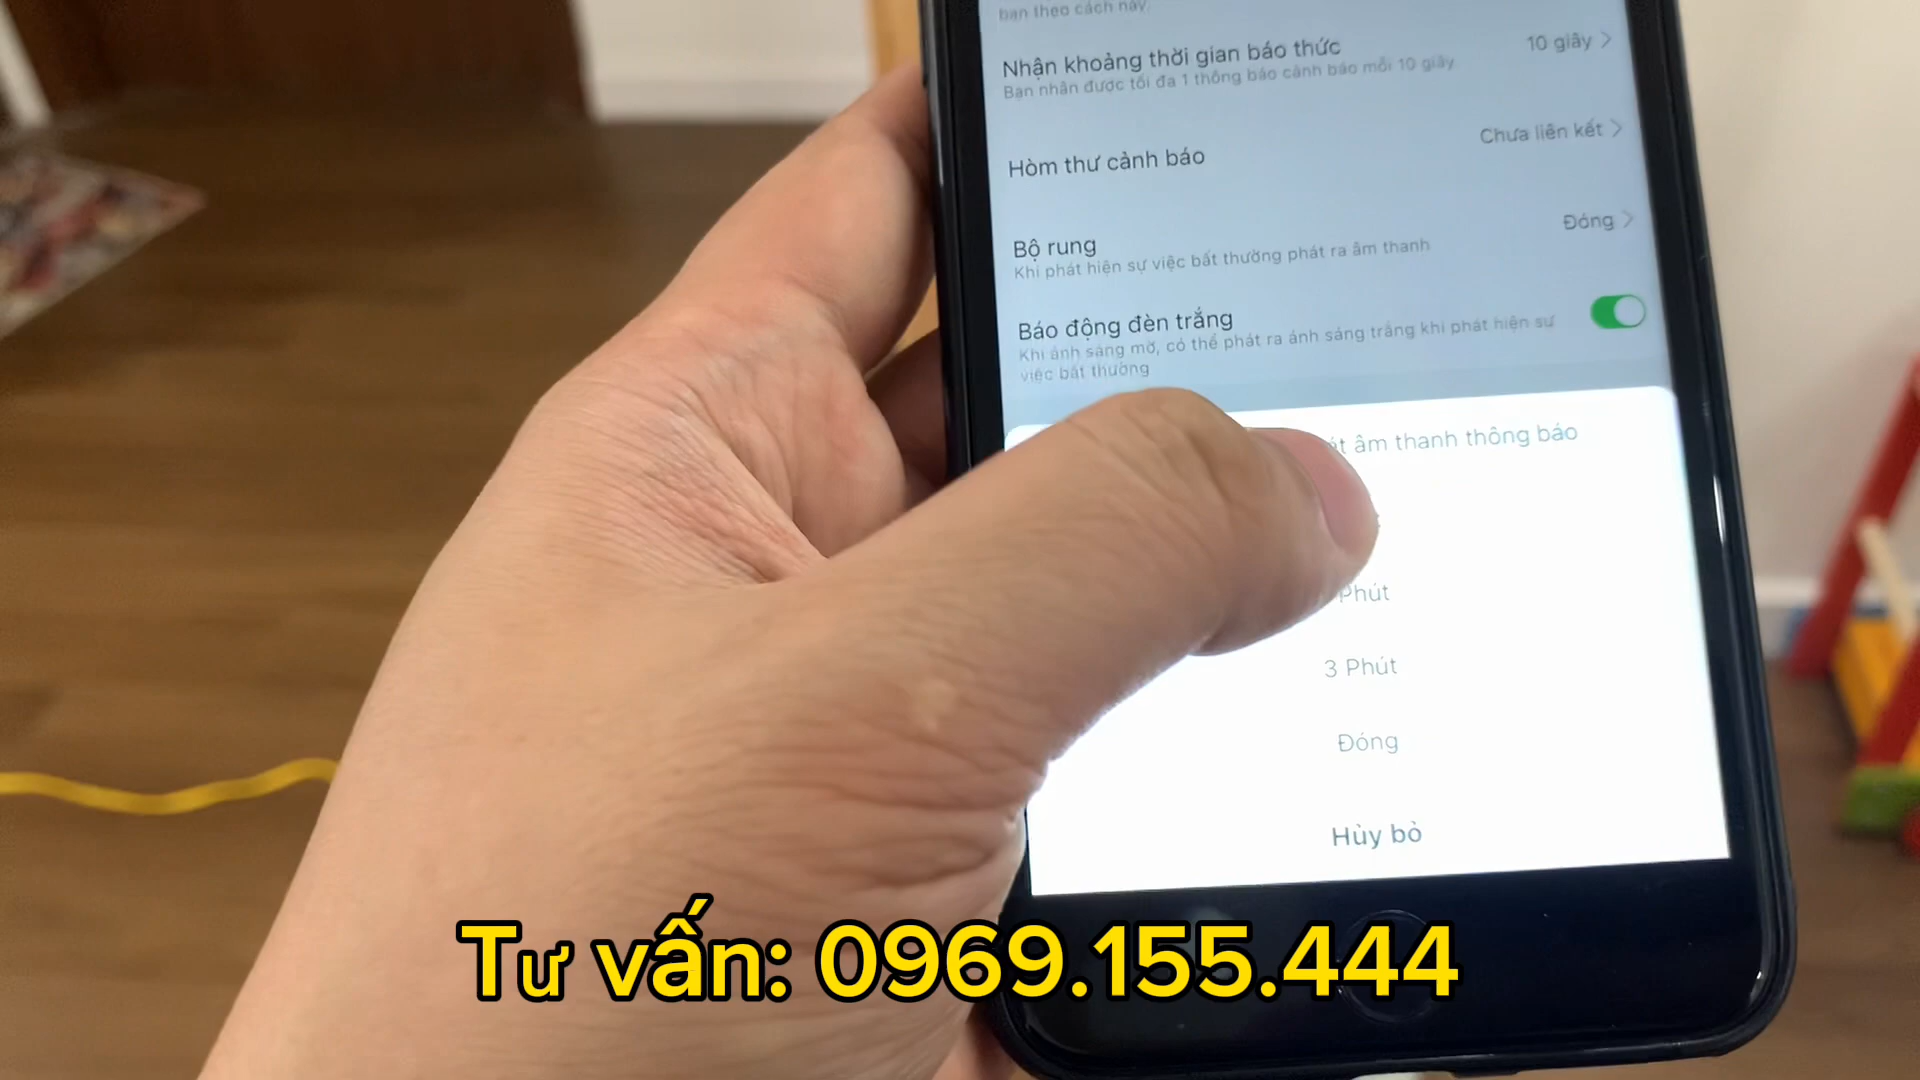 bạn theo cách này.
Nhận khoảng thời gian báo thức
10 giây
Bạn nhận được tối đa 1 thông báo cảnh báo mỗi 10 giây
Chưa liên kết
Hòm thư cảnh báo
Đóng
Bộ rung
Khi phát hiện sự việc bất thường phát ra âm thanh
Báo động đèn trắng
Khi ánh sáng mờ, có thể phát ra ánh sáng trắng khi phát hiện sự
việc bất thường
âm thanh thông báo
Phút
3 Phút
Đóng
Hủy bỏ
Tư vấn: 0969.155.444